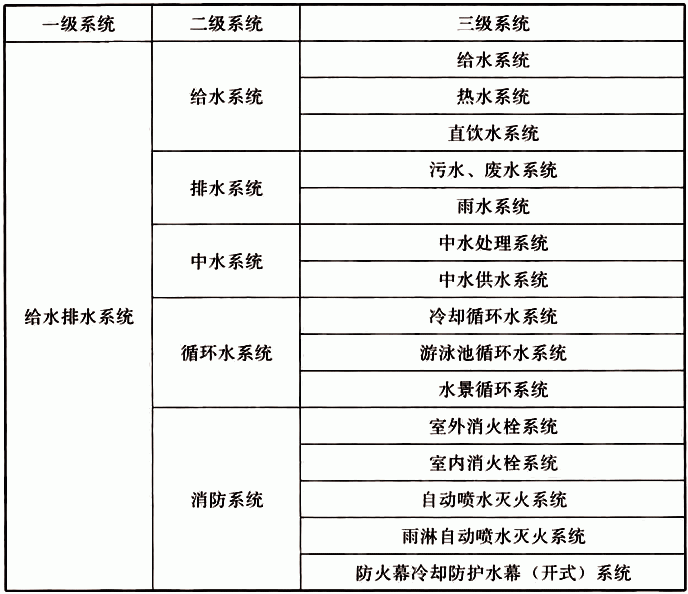 一级系统 二级系统 三级系统
给水排水系统 给水系统 给水系统
热水系统
直饮水系统
排水系统 污水、废水系统
雨水系统
中水系统 中水处理系统
中水供水系统
循环水系统 冷却循环水系统
游泳池循环水系统
水景循环系统
消防系统 室外消火栓系统
室内消火栓系统
自动喷水灭火系统
雨淋自动喷水灭火系统
防火幕冷却防护水幕（开式）系统